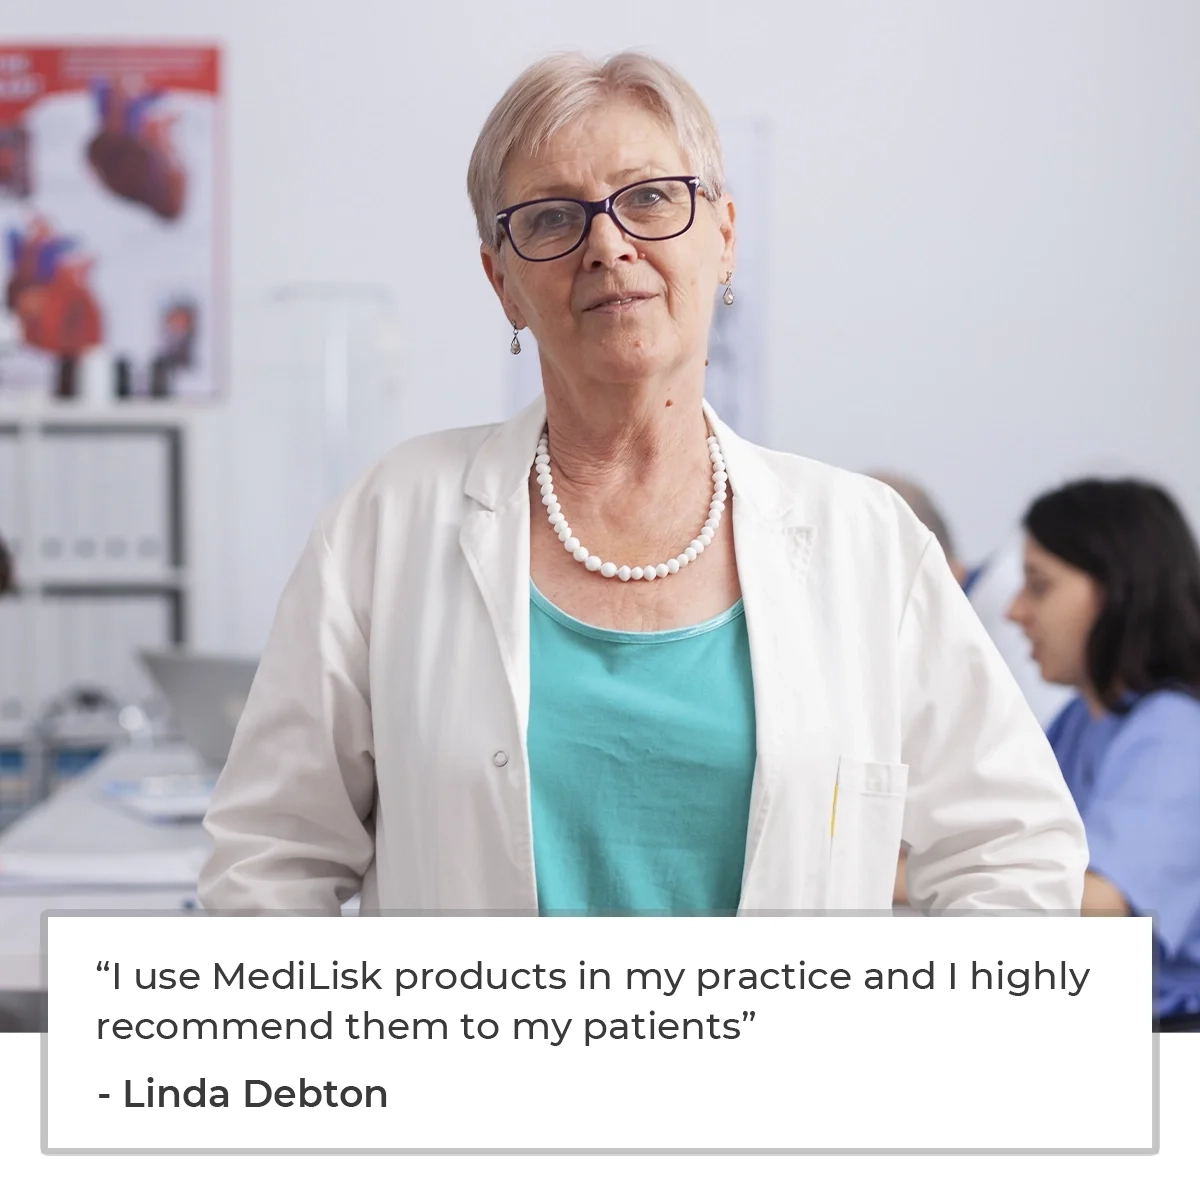 “I use MediLisk products in my practice and I highly
recommend them to my patients”
- Linda Debton